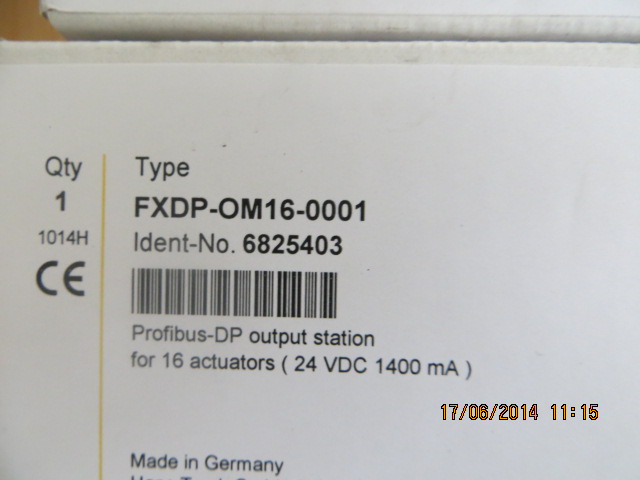 Qty
1
1014H
CE
Type
FXDP-OM16-0001
Ident-No. 6825403
Profibus-DP output station
for 16 actuators ( 24 VDC 1400 mA )
Made in Germany
17/06/2014 11:15